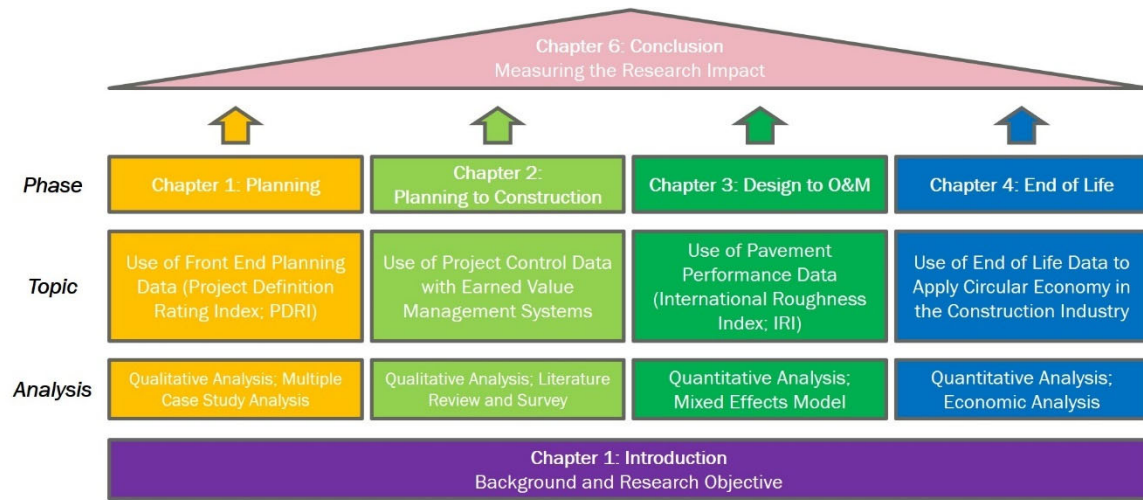 Chapter 6: Conclusion
Measuring the Research Impact
Phase
Chapter 1: Planning
Chapter 2:
Planning to Construction
Chapter 3: Design to O&M
Chapter 4: End of Life
Topic
Use of Front End Planning
Data (Project Definition
Rating Index; PDRI)
Use of Project Control Data
with Earned Value
Management Systems
Use of Pavement
Performance Data
(International Roughness
Index; IRI)
Use of End of Life Data to
Apply Circular Economy in
the Construction Industry
Analysis
Qualitative Analysis; Multiple
Case Study Analysis
Qualitative Analysis; Literature
Review and Survey
Quantitative Analysis;
Mixed Effects Model
Quantitative Analysis;
Economic Analysis
Chapter 1: Introduction
Background and Research Objective